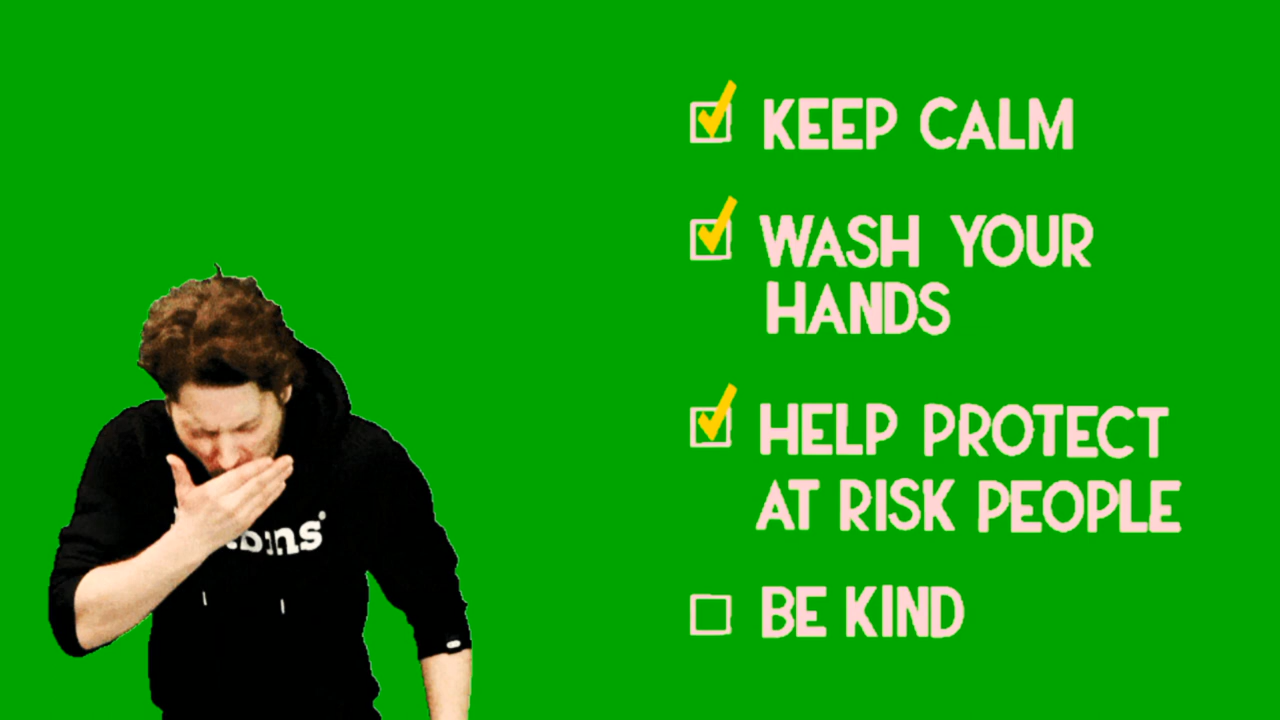 KEEP CALM
WASH YOUR
HANDS
HELP PROTECT
AT RISK PEOPLE
BE KIND